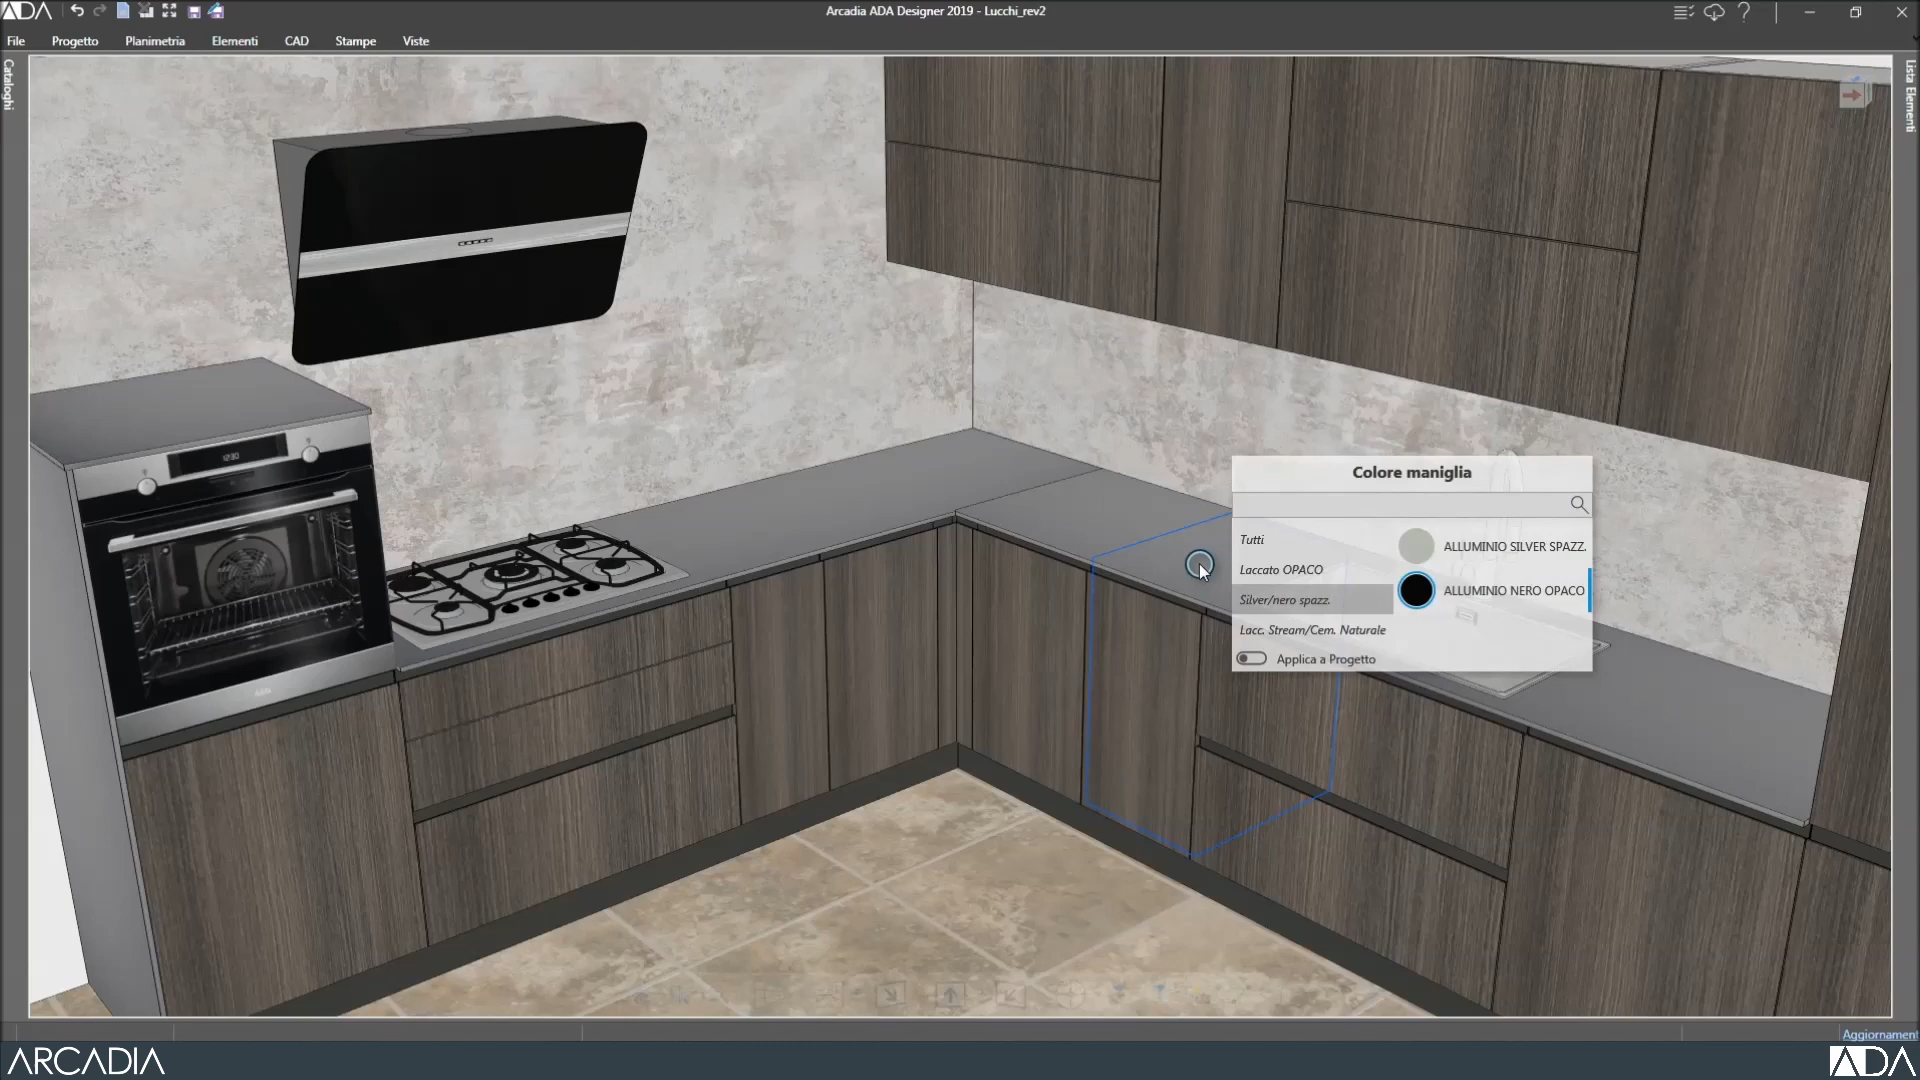 ADA
Arcadia ADA Designer 2019 - Lucchi_rev2
File Progetto Planimetria Elementi CAD Stampe Viste
Cataloghi
Lista Elementi
Colore maniglia
Tutti
Laccato OPACO
Silver/nero spazz.
Lacc. Stream/Cem. Naturale
ALLUMINIO SILVER SPAZZ.
ALLUMINIO NERO OPACO
Applica a Progetto
Aggiornament
ARCADIA
ADA